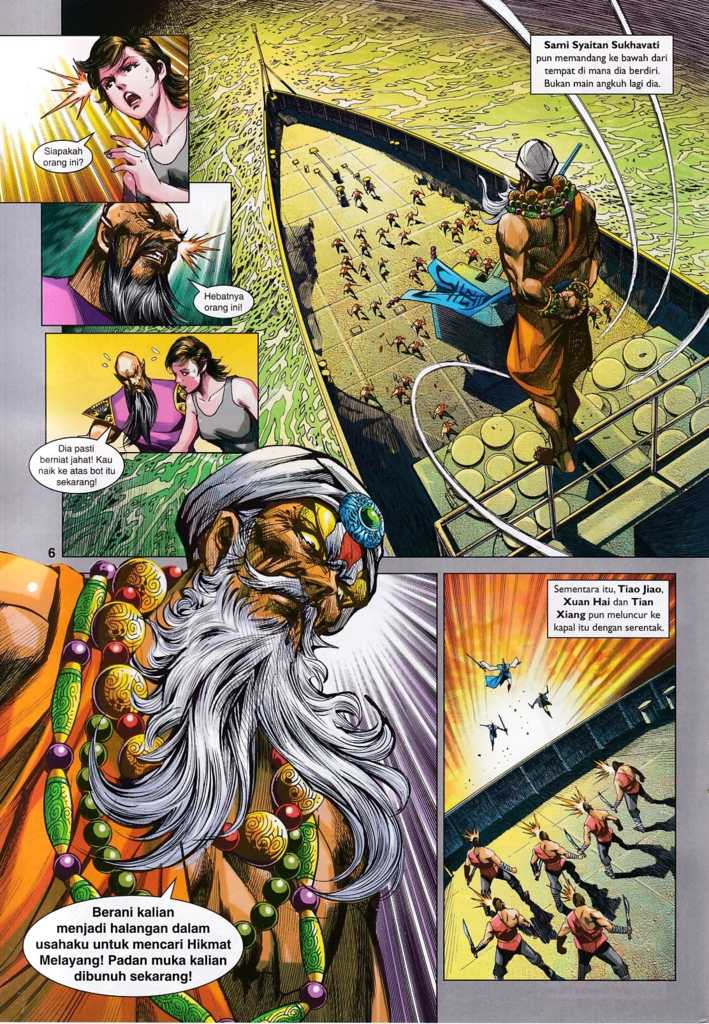 Sami Syaitan Sukhavati
pun memandang ke bawah dari
tempat di mana dia berdiri.
Bukan main angkuh lagi dia.
Siapakah
orang ini?
Hebatnya
orang ini!
Dia pasti
berniat jahat! Kau
naik ke atas bot itu
sekarang!
6
Sementara itu, Tiao Jiao,
Xuan Hai dan Tian
Xiang pun meluncur ke
kapal itu dengan serentak.
Berani kalian
menjadi halangan dalam
usahaku untuk mencari Hikmat
Melayang! Padan muka kalian
dibunuh sekarang!